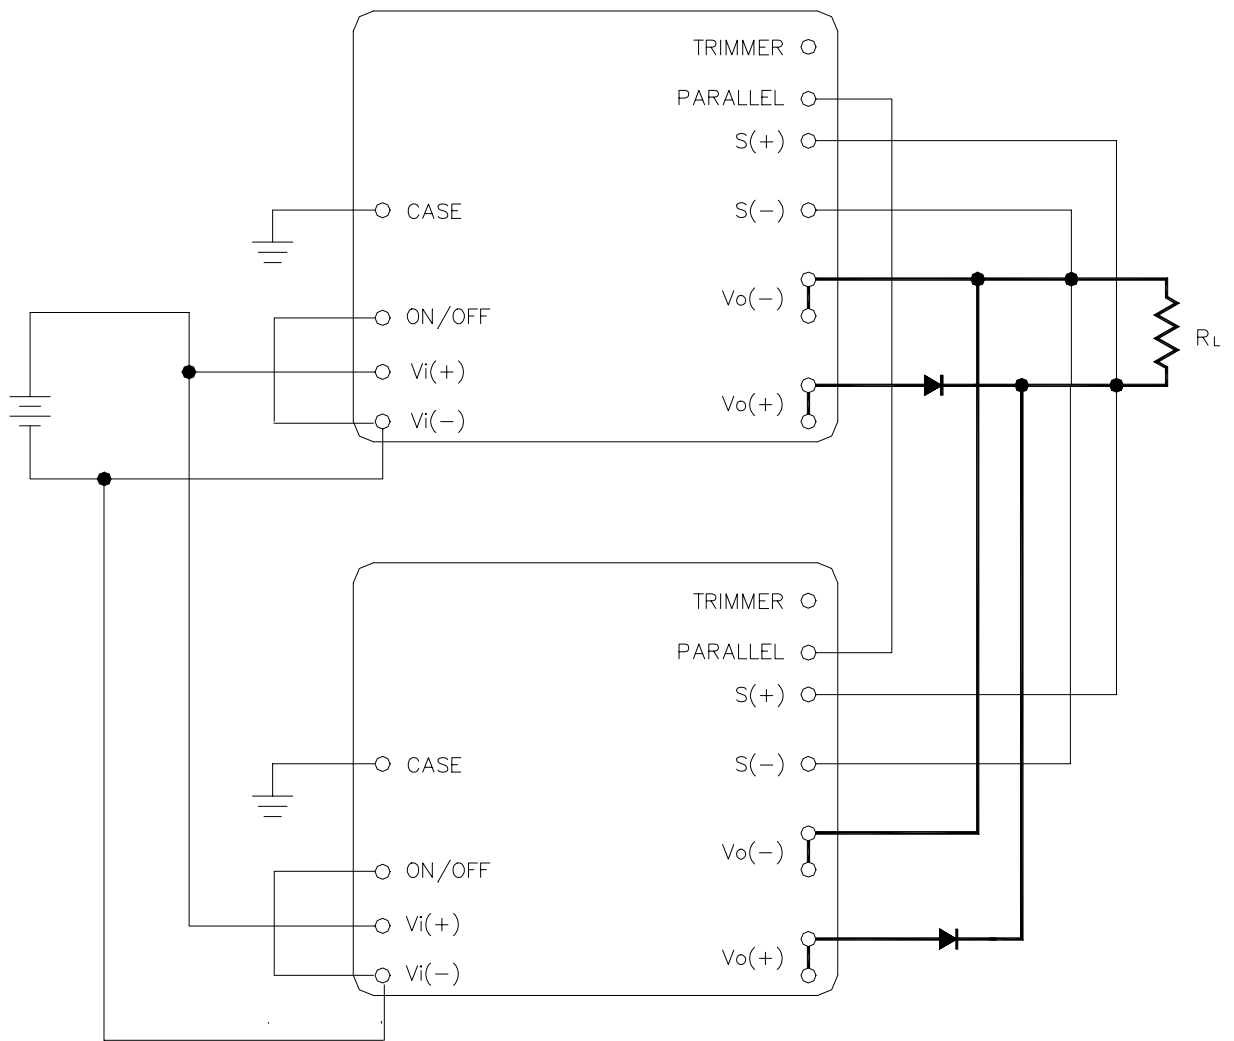 TRIMMER
PARALLEL
S(+)
CASE
S(−)
Vo(−)
ON/OFF
RL
Vi(+)
Vo(+)
Vi(−)
TRIMMER
PARALLEL
S(+)
CASE
S(−)
Vo(−)
ON/OFF
Vi(+)
Vo(+)
Vi(−)